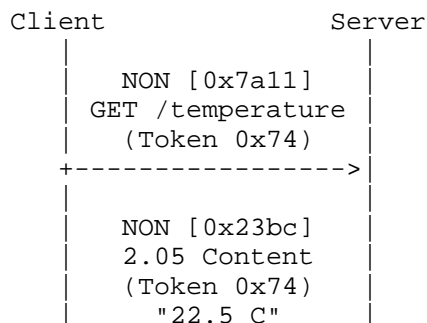 Client Server
NON [0x7a11]
GET /temperature
(Token 0x74)
+----------------->|
NON [0x23bc]
2.05 Content
(Token 0x74)
"22.5 C"